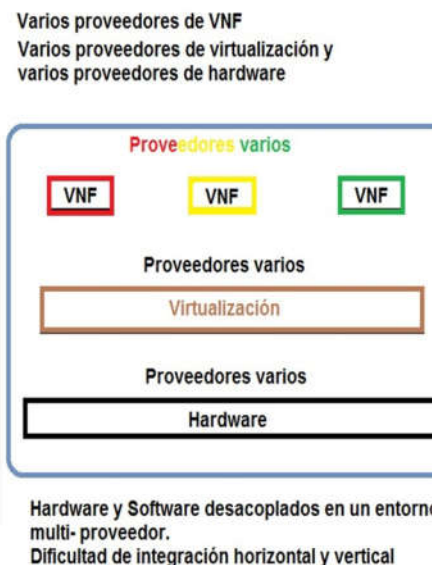 Varios proveedores de VNF
Varios proveedores de virtualización y
varios proveedores de hardware
Proveedores varios
VNF VNF VNF
Proveedores varios
Virtualización
Proveedores varios
Hardware
Hardware y Software desacoplados en un entorno
multi- proveedor.
Dificultad de integración horizontal y vertical